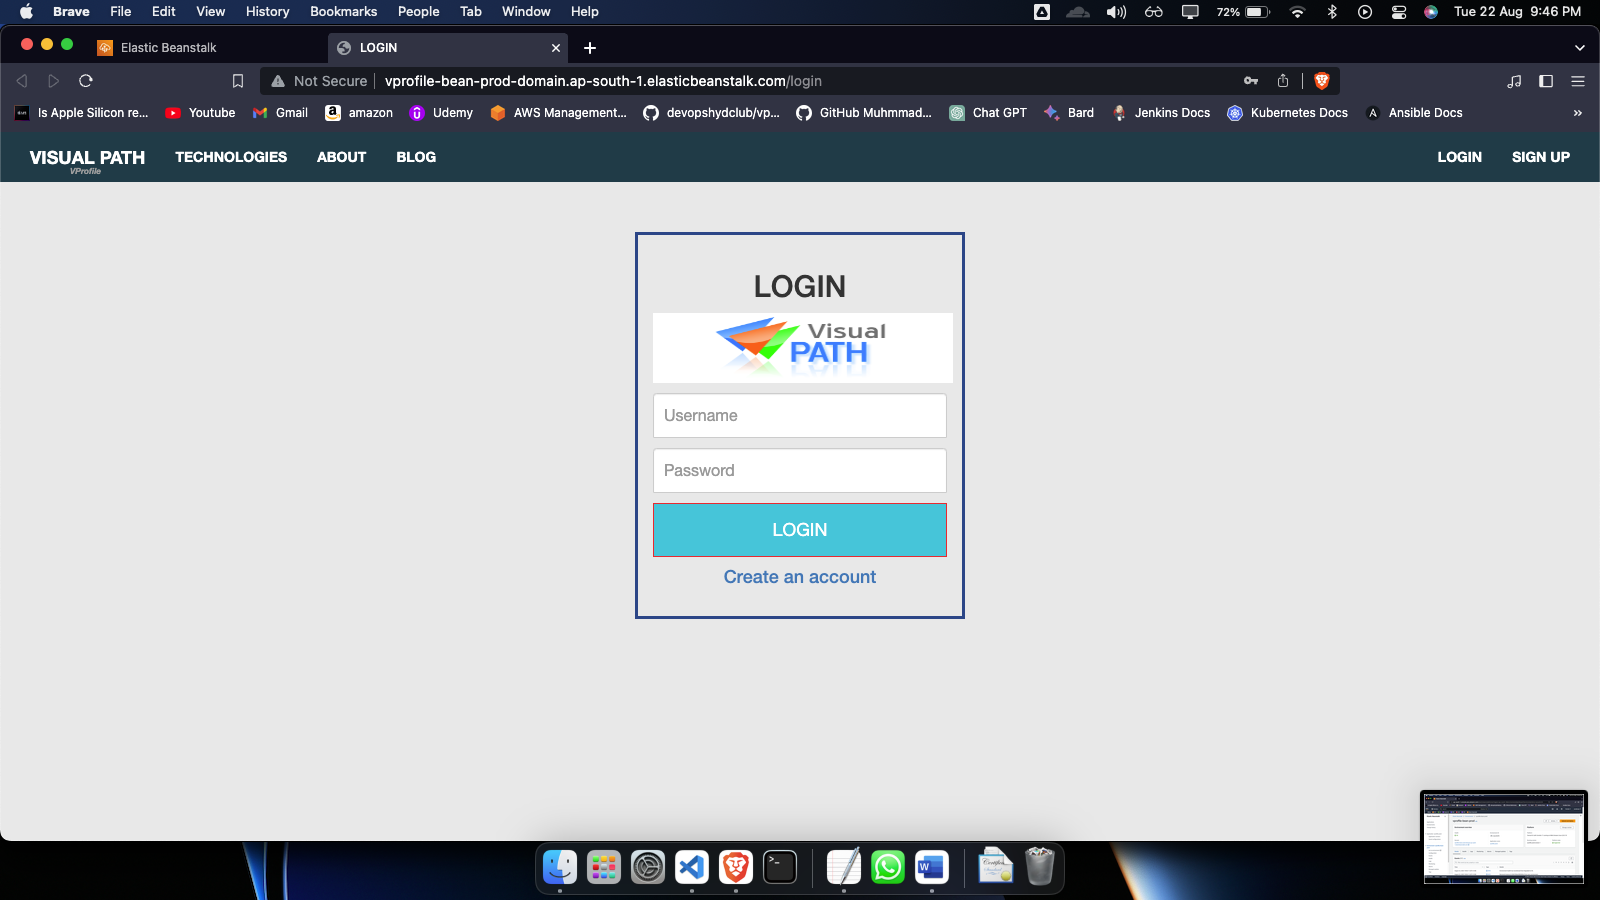 Brave File Edit View History Bookmarks People Tab Window Help 72% Tue 22 Aug 9:46 PM
Elastic Beanstalk LOGIN
Not Secure vprofile-bean-prod-domain.ap-south-1.elasticbeanstalk.com/login
Is Apple Silicon re... Youtube Gmail amazon Udemy AWS Management... devopshydclub/vp... GitHub Muhmmad... Chat GPT Bard Jenkins Docs Kubernetes Docs Ansible Docs »
VISUAL PATH TECHNOLOGIES ABOUT BLOG LOGIN SIGN UP
VProfile
LOGIN
Visual
PATH
Username
Password
LOGIN
Create an account